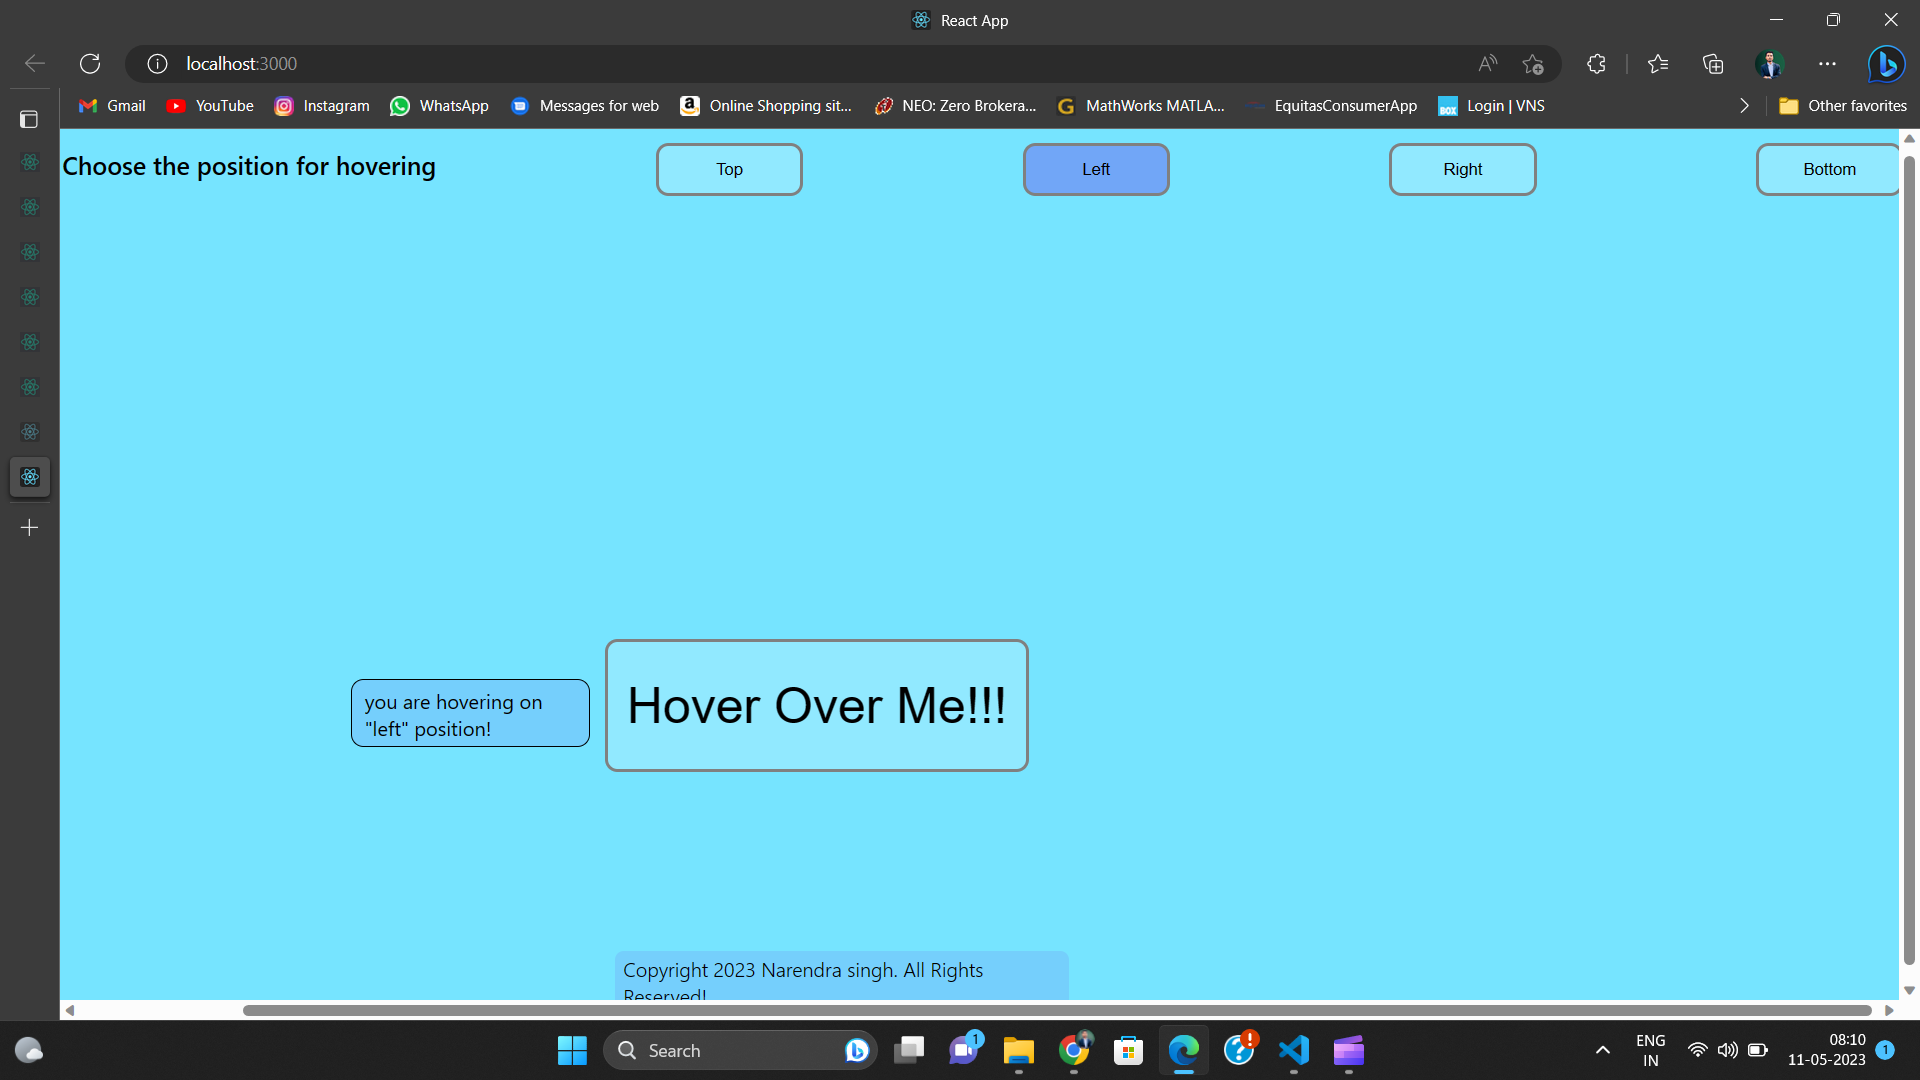 React App
localhost:3000
Gmail
YouTube
Instagram
WhatsApp
Messages for web
Online Shopping sit...
NEO: Zero Brokera...
MathWorks MATLA...
EquitasConsumerApp
Login | VNS
Other favorites
Choose the position for hovering
Top
Left
Right
Bottom
you are hovering on
"left" position!
Hover Over Me!!!
Copyright 2023 Narendra singh. All Rights
Reserved!
Search
1
ENG
IN
08:10
11-05-2023
1